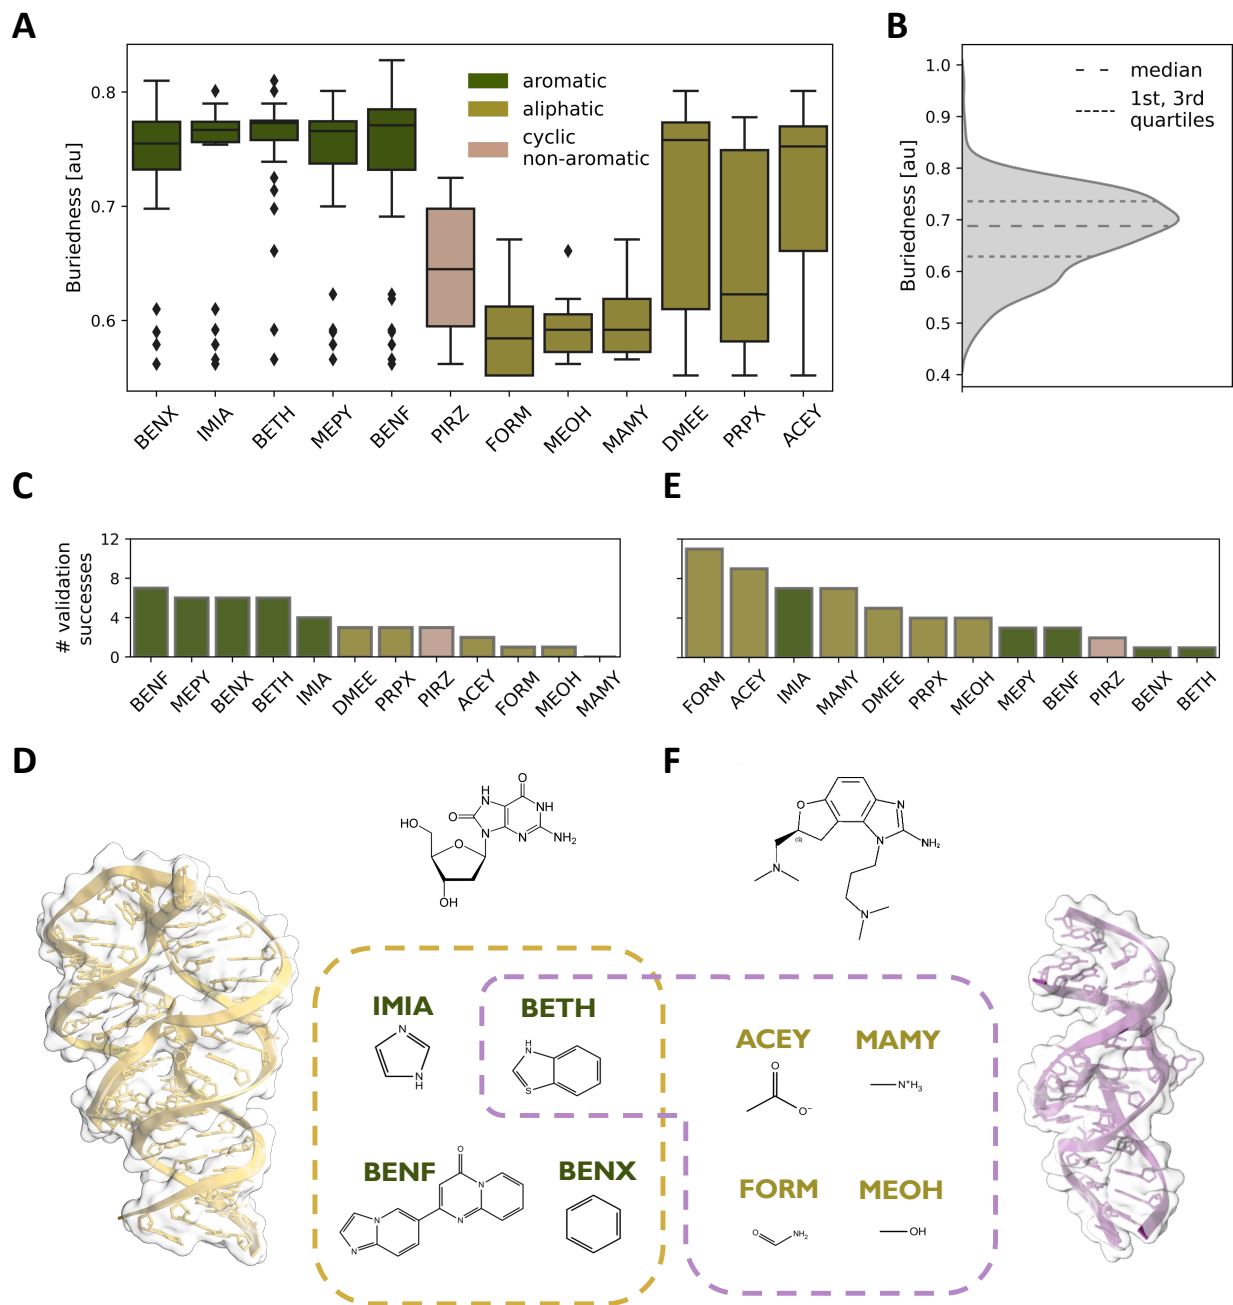 A
B
0.8
0.7
0.6
Buriedness [au]
aromatic
aliphatic
cyclic
non-aromatic
BENX
IMIA
BETH
MEPY
BENF
PIRZ
FORM
MEOH
MAMY
DMEE
PRPX
ACEY
1.0
0.9
0.8
0.7
0.6
0.5
0.4
Buriedness [au]
median
1st, 3rd
quartiles
C
E
12
8
4
0
# validation
successes
BENF
MEPY
BENX
BETH
IMIA
DMEE
PRPX
PIRZ
ACEY
FORM
MEOH
MAMY
FORM
ACEY
IMIA
MAMY
DMEE
PRPX
MEOH
MEPY
BENF
PIRZ
BENX
BETH
D
F
O
H
N
NH
O
N
N
NH2
HO
O
OH
O
N
N
NH2
(S)
N
N
IMIA
N
N
H
BETH
H
N
S
ACEY
O
O−
MAMY
N+H3
BENF
O
N
N
N
N
BENX
FORM
O
NH2
MEOH
OH